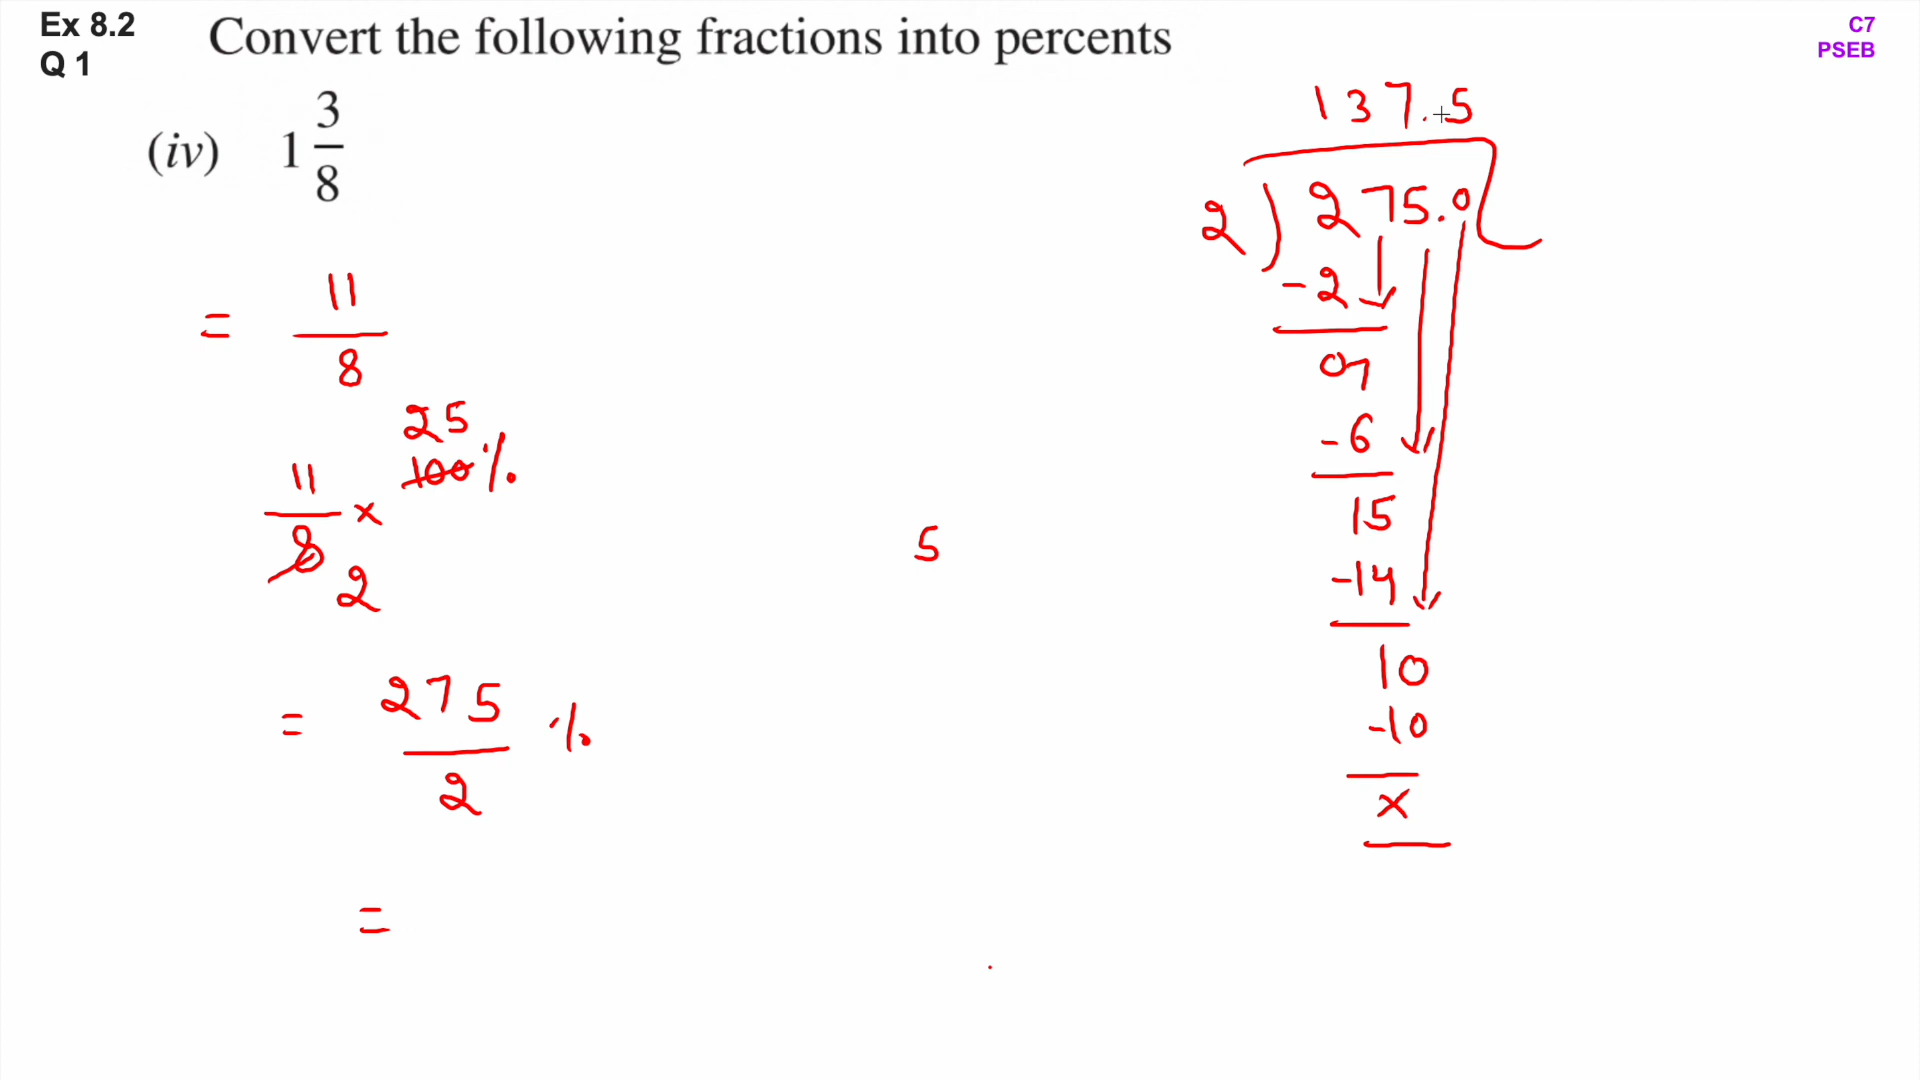 Ex 8.2
Q 1
Convert the following fractions into percents
C7
PSEB
(iv) 1 3/8
= 11/8
25
11/8 × 100 %
2
= 275/2 %
=
5
137.5
2 ) 275.0
-2
07
-6
15
-14
10
-10
x